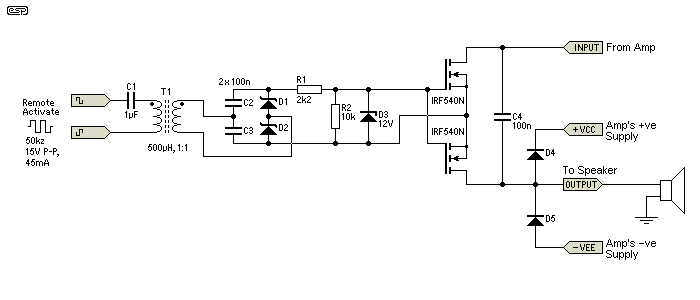 esp
Remote
Activate
50kz
15V P-P,
45mA
C1
1µF
T1
500µH, 1:1
2 x 100n
C2
C3
D1
D2
R1
2k2
R2
10k
D3
12V
IRF540N
IRF540N
C4
100n
INPUT
From Amp
+VCC
Amp's +ve
Supply
D4
To Speaker
OUTPUT
D5
-VEE
Amp's -ve
Supply